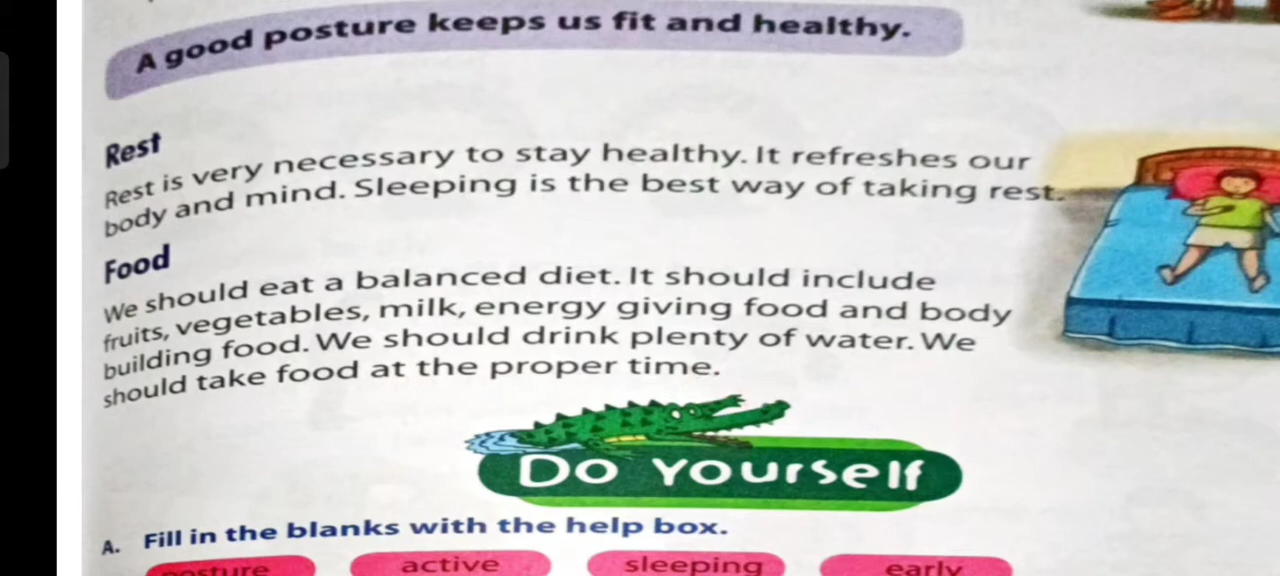 A good posture keeps us fit and healthy.
Rest
Rest is very necessary to stay healthy. It refreshes our
body and mind. Sleeping is the best way of taking rest.
Food
We should eat a balanced diet. It should include
fruits, vegetables, milk, energy giving food and body
building food. We should drink plenty of water. We
should take food at the proper time.
Do Yourself
A. Fill in the blanks with the help box.
posture active sleeping early